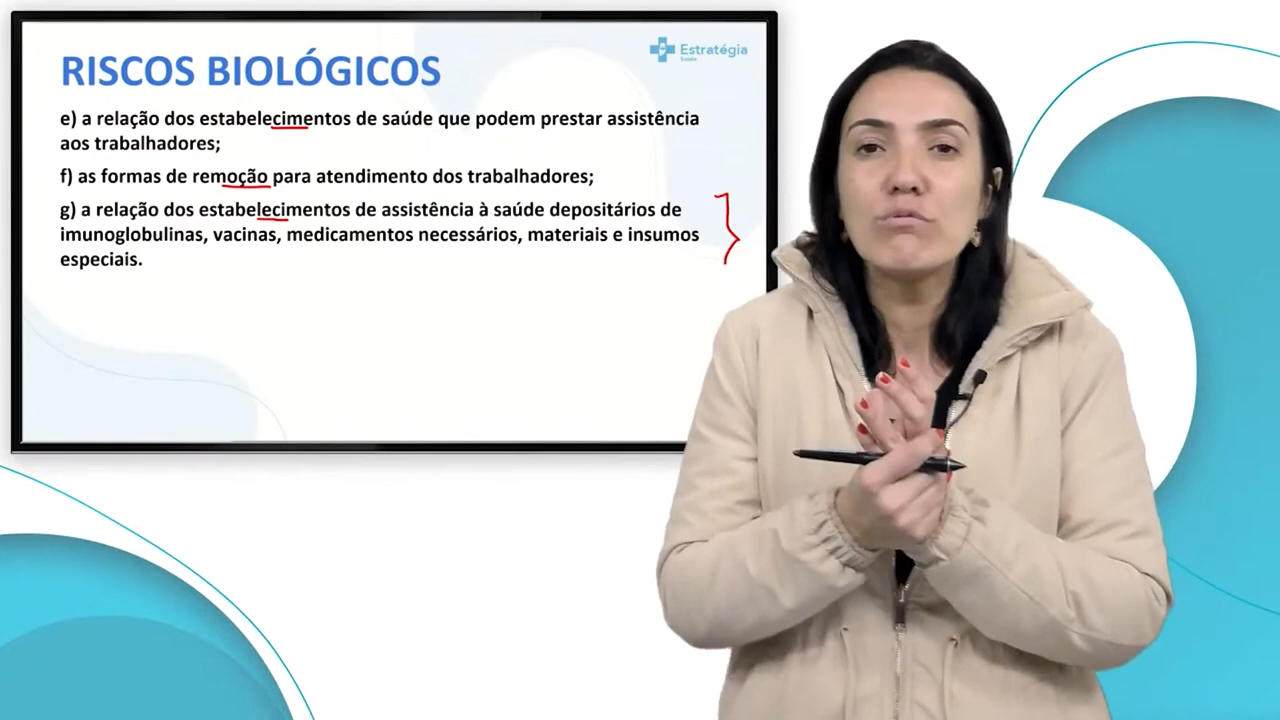 RISCOS BIOLÓGICOS
Estratégia
Saúde
e) a relação dos estabelecimentos de saúde que podem prestar assistência
aos trabalhadores;
f) as formas de remoção para atendimento dos trabalhadores;
g) a relação dos estabelecimentos de assistência à saúde depositários de
imunoglobulinas, vacinas, medicamentos necessários, materiais e insumos
especiais.